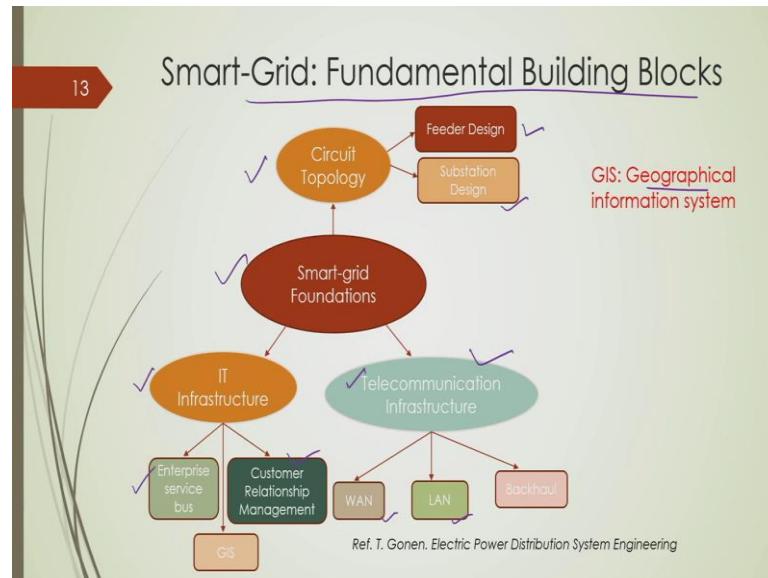 13
Smart-Grid: Fundamental Building Blocks
Feeder Design
Circuit
Topology
Substation
Design
GIS: Geographical
information system
Smart-grid
Foundations
IT
Infrastructure
Telecommunication
Infrastructure
Enterprise
service
bus
Customer
Relationship
Management
WAN
LAN
Backhaul
GIS
Ref. T. Gonen. Electric Power Distribution System Engineering